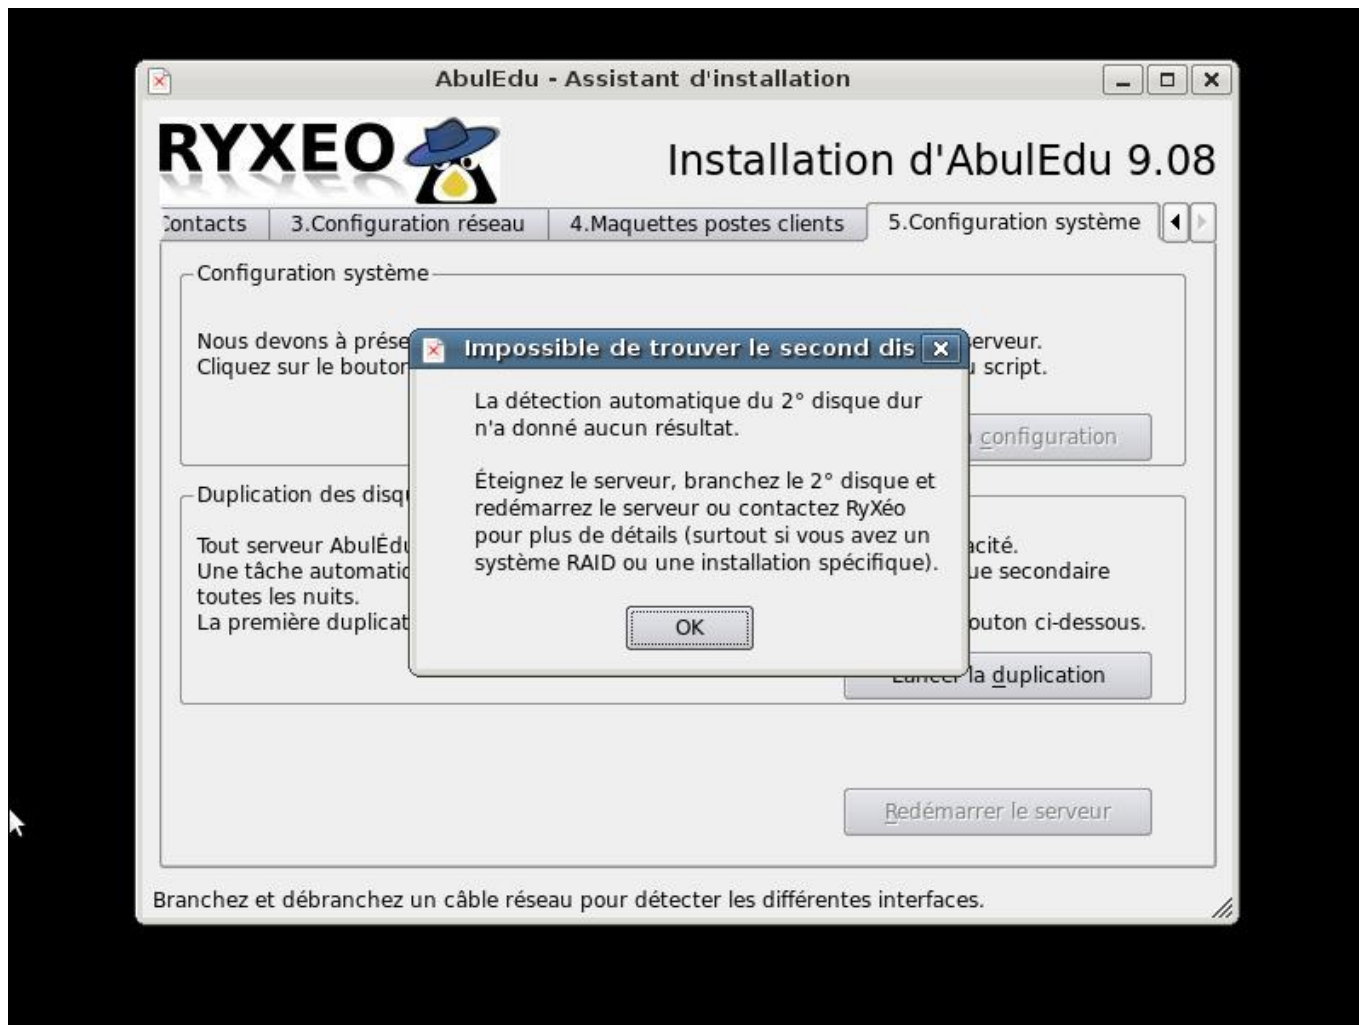 AbulEdu - Assistant d'installation
RYXEO
Installation d'AbulEdu 9.08
Contacts
3.Configuration réseau
4.Maquettes postes clients
5.Configuration système
Configuration système
Nous devons à prése
erveur.
Cliquez sur le bouton
script.
configuration
Impossible de trouver le second dis
La détection automatique du 2° disque dur
n'a donné aucun résultat.
Éteignez le serveur, branchez le 2° disque et
redémarrez le serveur ou contactez RyXéo
pour plus de détails (surtout si vous avez un
système RAID ou une installation spécifique).
OK
Duplication des disq
Tout serveur AbulÉdu
acité.
Une tâche automatiq
ue secondaire
toutes les nuits.
La première duplicat
outon ci-dessous.
Lancer la duplication
Redémarrer le serveur
Branchez et débranchez un câble réseau pour détecter les différentes interfaces.